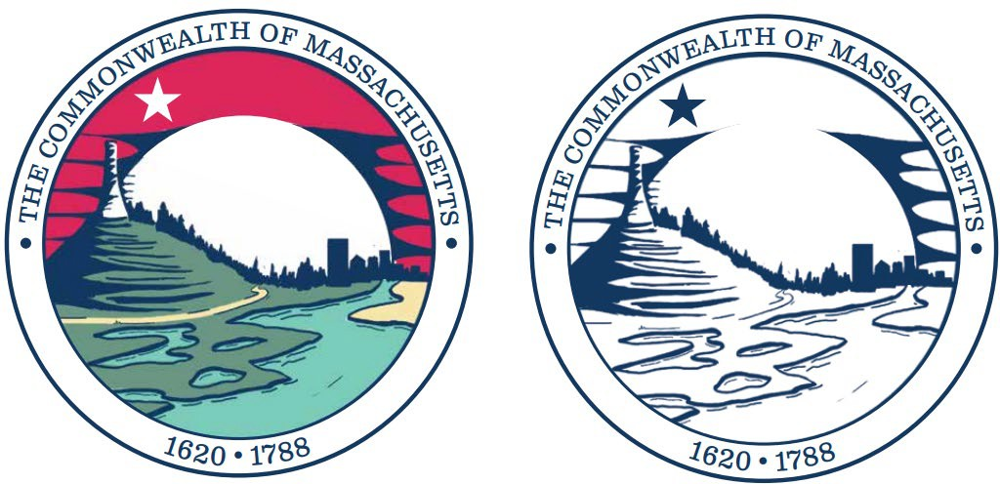 THE COMMONWEALTH OF MASSACHUSETTS
1620 • 1788
THE COMMONWEALTH OF MASSACHUSETTS
1620 • 1788